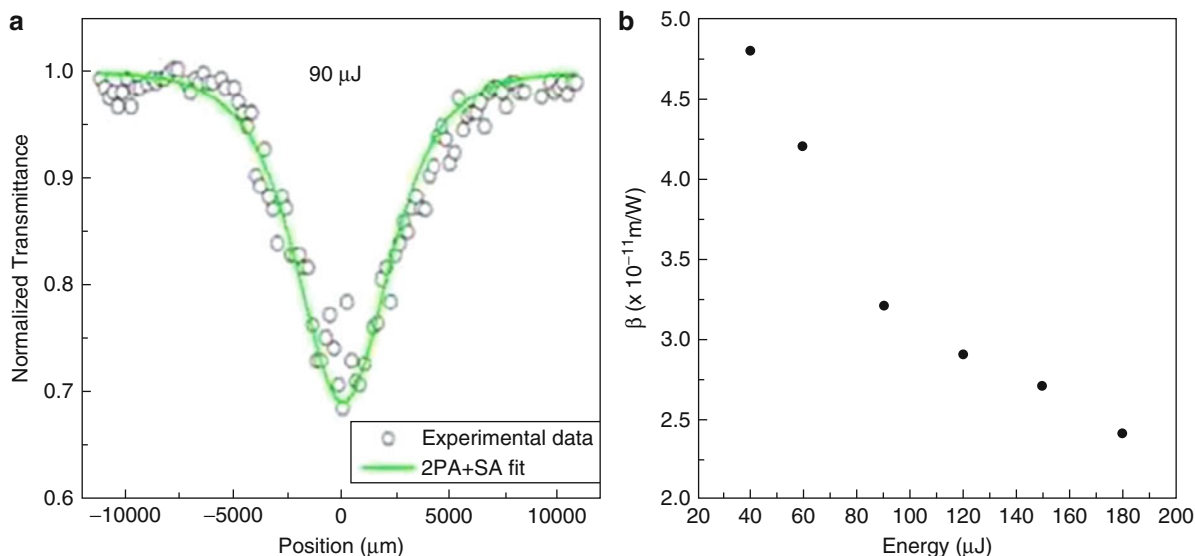 a
90 μJ
1.0
0.9
0.8
0.7
0.6
Normalized Transmittance
Experimental data
2PA+SA fit
−10000 −5000 0 5000 10000
Position (μm)
b
5.0
4.5
4.0
3.5
3.0
2.5
2.0
β (x 10⁻¹¹m/W)
20 40 60 80 100 120 140 160 180 200
Energy (μJ)